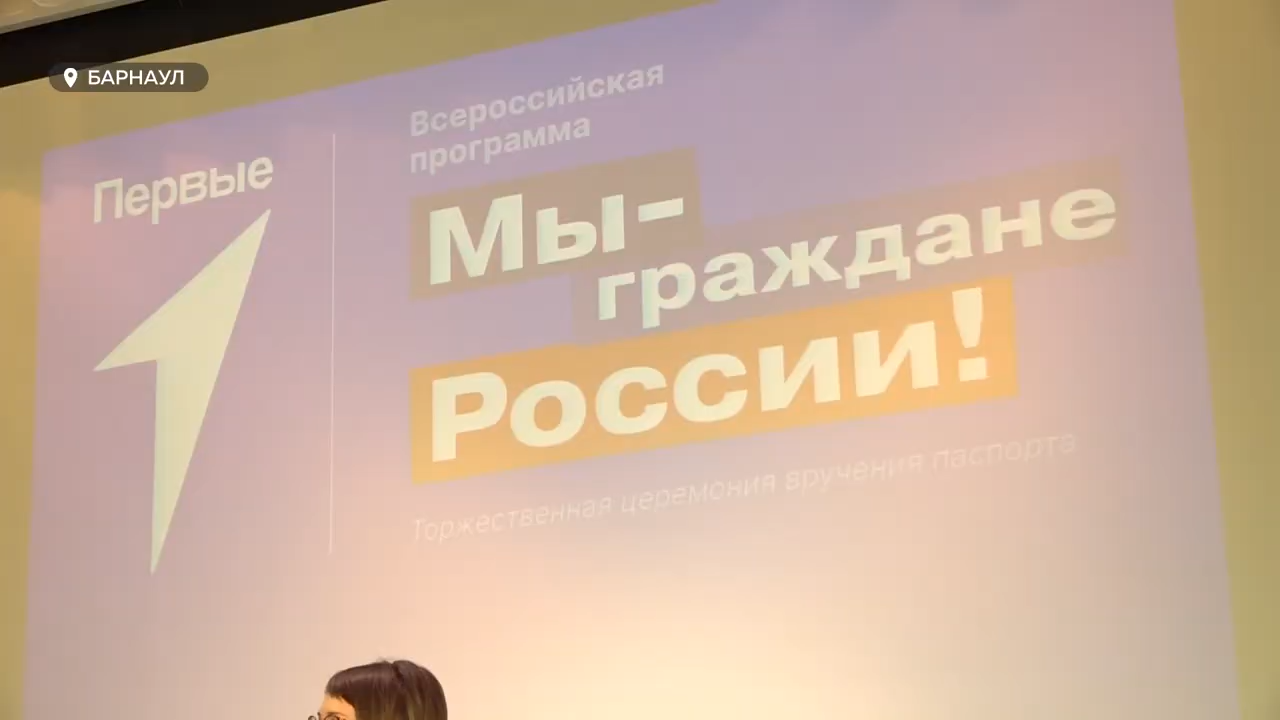 БАРНАУЛ
Первые
Всероссийская
программа
Мы-
граждане
России!
Торжественная церемония вручения паспорта